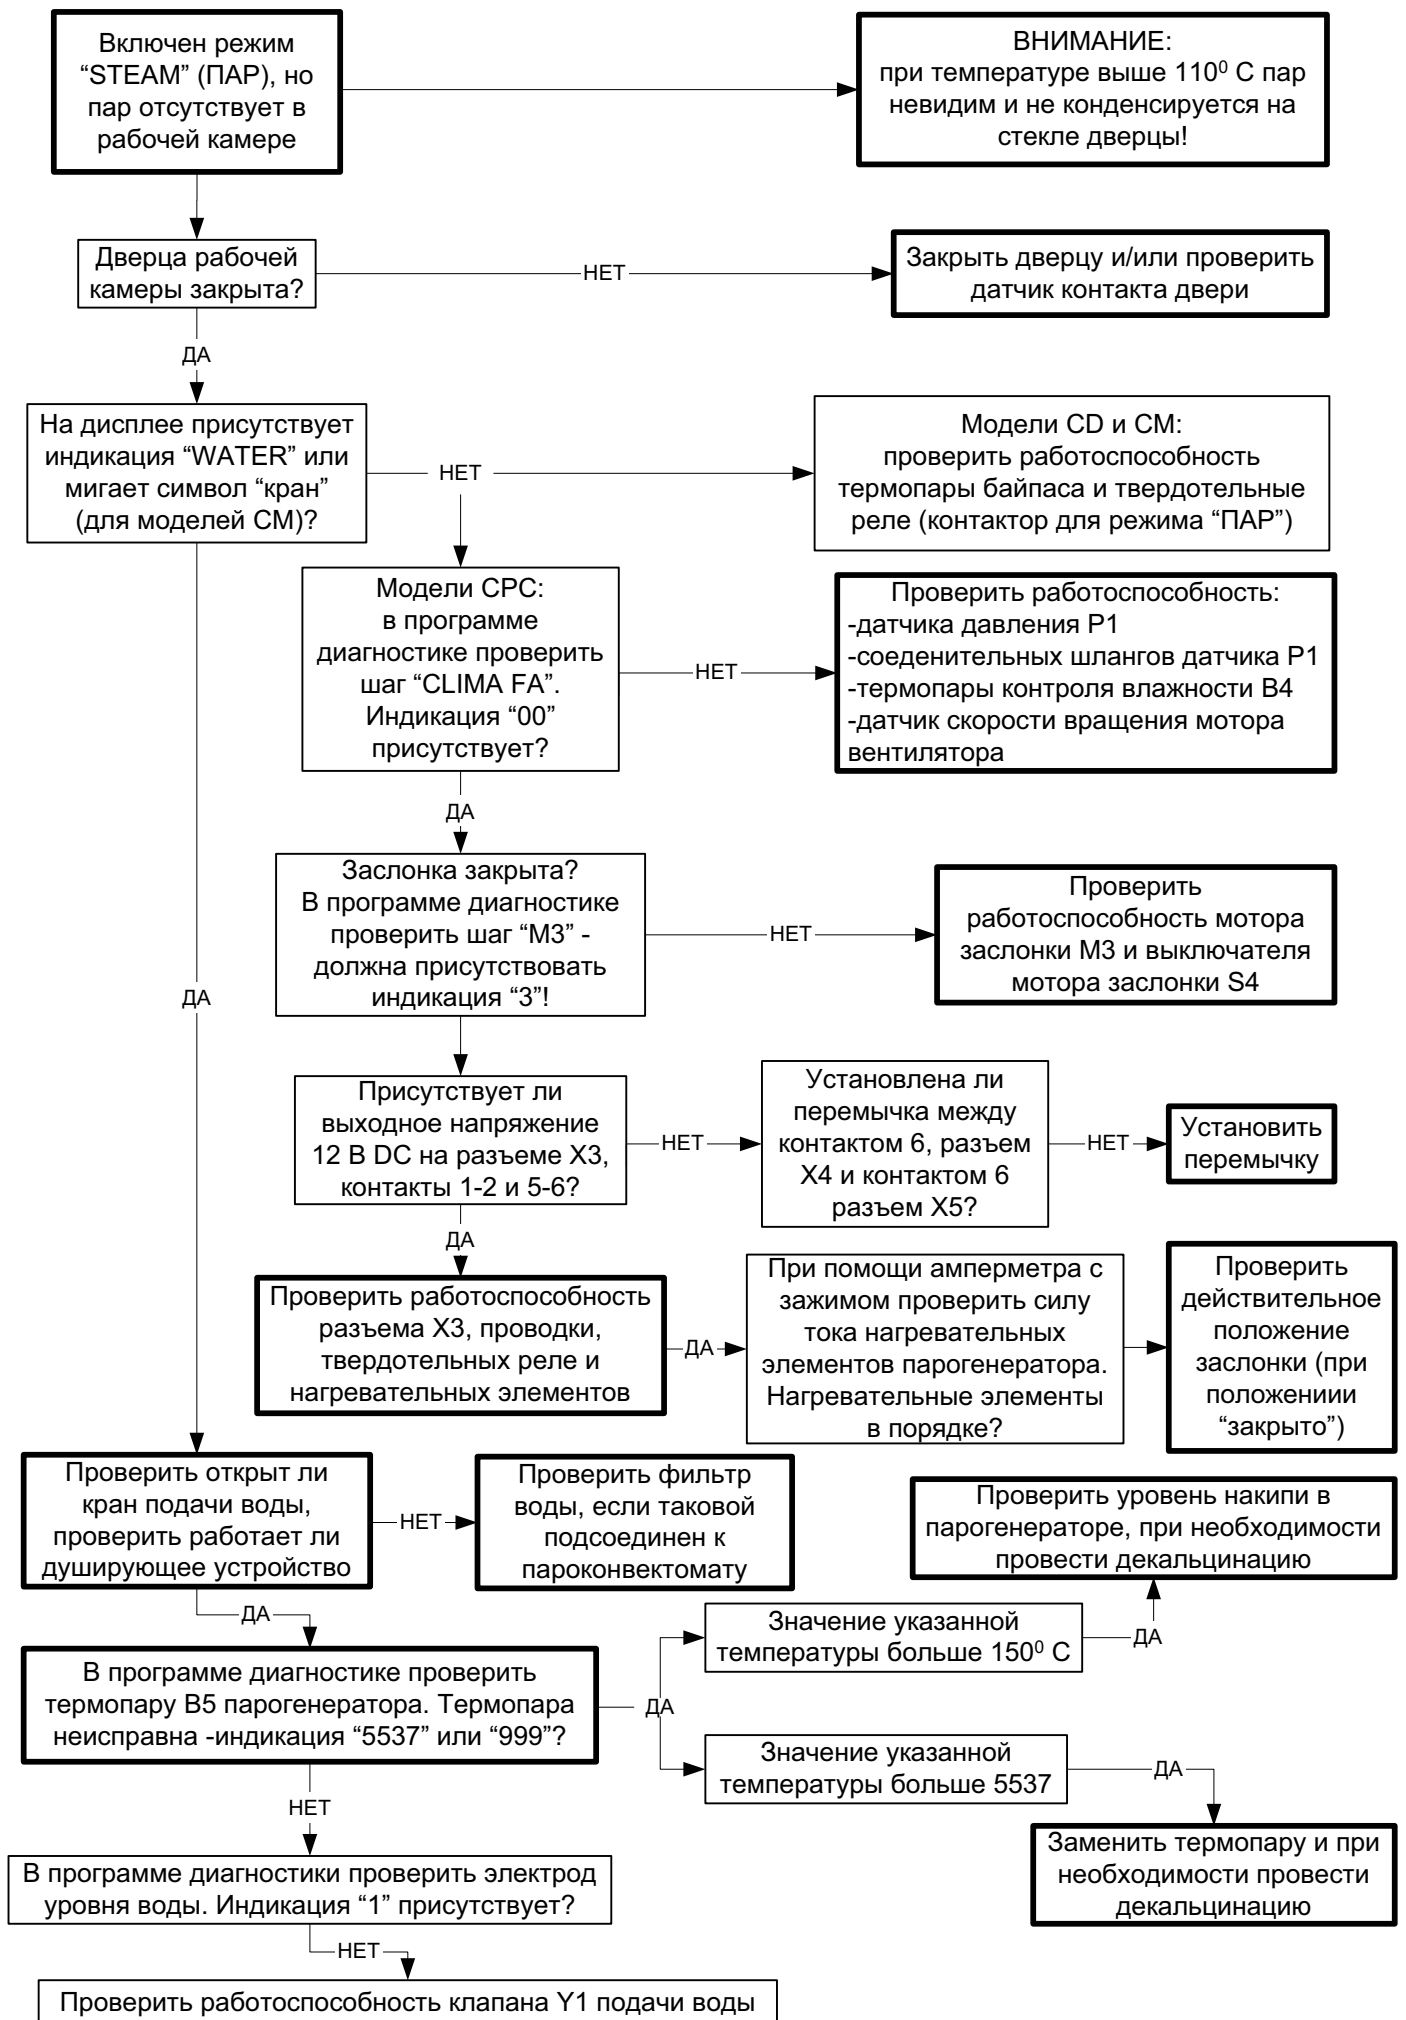 Включен режим
“STEAM” (ПАР), но
пар отсутствует в
рабочей камере
ВНИМАНИЕ:
при температуре выше 110⁰ С пар
невидим и не конденсируется на
стекле дверцы!
Дверца рабочей
камеры закрыта?
НЕТ
Закрыть дверцу и/или проверить
датчик контакта двери
ДА
На дисплее присутствует
индикация “WATER” или
мигает символ “кран”
(для моделей СМ)?
НЕТ
Модели CD и СМ:
проверить работоспособность
термопары байпаса и твердотельные
реле (контактор для режима “ПАР”)
Модели СРС:
в программе
диагностике проверить
шаг “CLIMA FA”.
Индикация “00”
присутствует?
НЕТ
Проверить работоспособность:
-датчика давления Р1
-соеденительных шлангов датчика Р1
-термопары контроля влажности В4
-датчик скорости вращения мотора
вентилятора
ДА
Заслонка закрыта?
В программе диагностике
проверить шаг “М3” -
должна присутствовать
индикация “3”!
НЕТ
Проверить
работоспособность мотора
заслонки М3 и выключателя
мотора заслонки S4
ДА
Присутствует ли
выходное напряжение
12 В DC на разъеме Х3,
контакты 1-2 и 5-6?
НЕТ
Установлена ли
перемычка между
контактом 6, разъем
Х4 и контактом 6
разъем Х5?
НЕТ
Установить
перемычку
ДА
Проверить работоспособность
разъема Х3, проводки,
твердотельных реле и
нагревательных элементов
ДА
При помощи амперметра с
зажимом проверить силу
тока нагревательных
элементов парогенератора.
Нагревательные элементы
в порядке?
Проверить
действительное
положение
заслонки (при
положениии
“закрыто”)
Проверить открыт ли
кран подачи воды,
проверить работает ли
душирующее устройство
НЕТ
Проверить фильтр
воды, если таковой
подсоединен к
пароконвектомату
Проверить уровень накипи в
парогенераторе, при необходимости
провести декальцинацию
ДА
В программе диагностике проверить
термопару В5 парогенератора. Термопара
неисправна -индикация “5537” или “999”?
ДА
Значение указанной
температуры больше 150⁰ С
ДА
Значение указанной
температуры больше 5537
ДА
Заменить термопару и при
необходимости провести
декальцинацию
НЕТ
В программе диагностики проверить электрод
уровня воды. Индикация “1” присутствует?
НЕТ
Проверить работоспособность клапана Y1 подачи воды